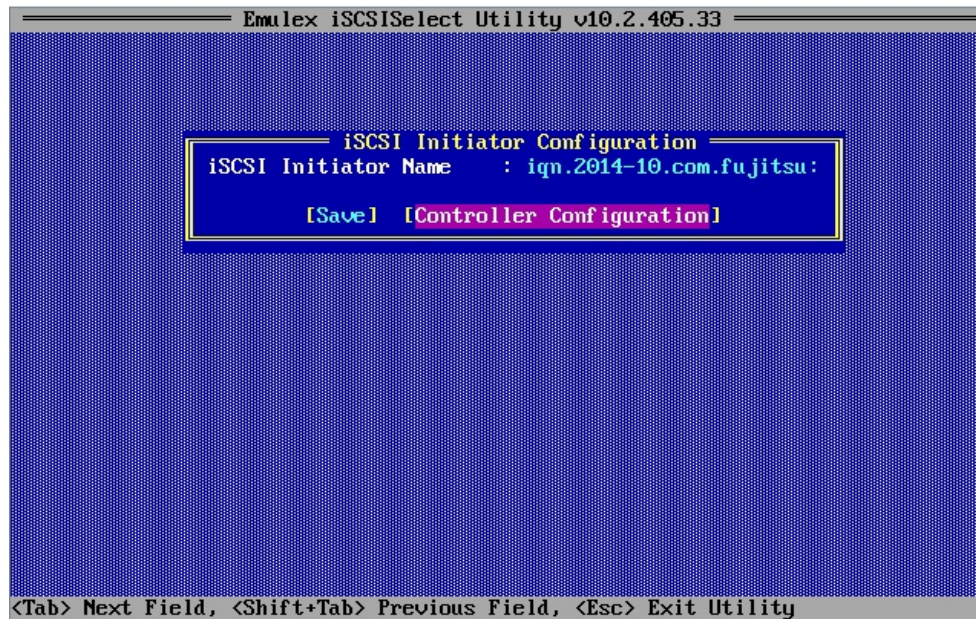 Emulex iSCSISelect Utility v10.2.405.33
iSCSI Initiator Configuration
iSCSI Initiator Name : iqn.2014-10.com.fujitsu:
[Save] [Controller Configuration]
<Tab> Next Field, <Shift+Tab> Previous Field, <Esc> Exit Utility